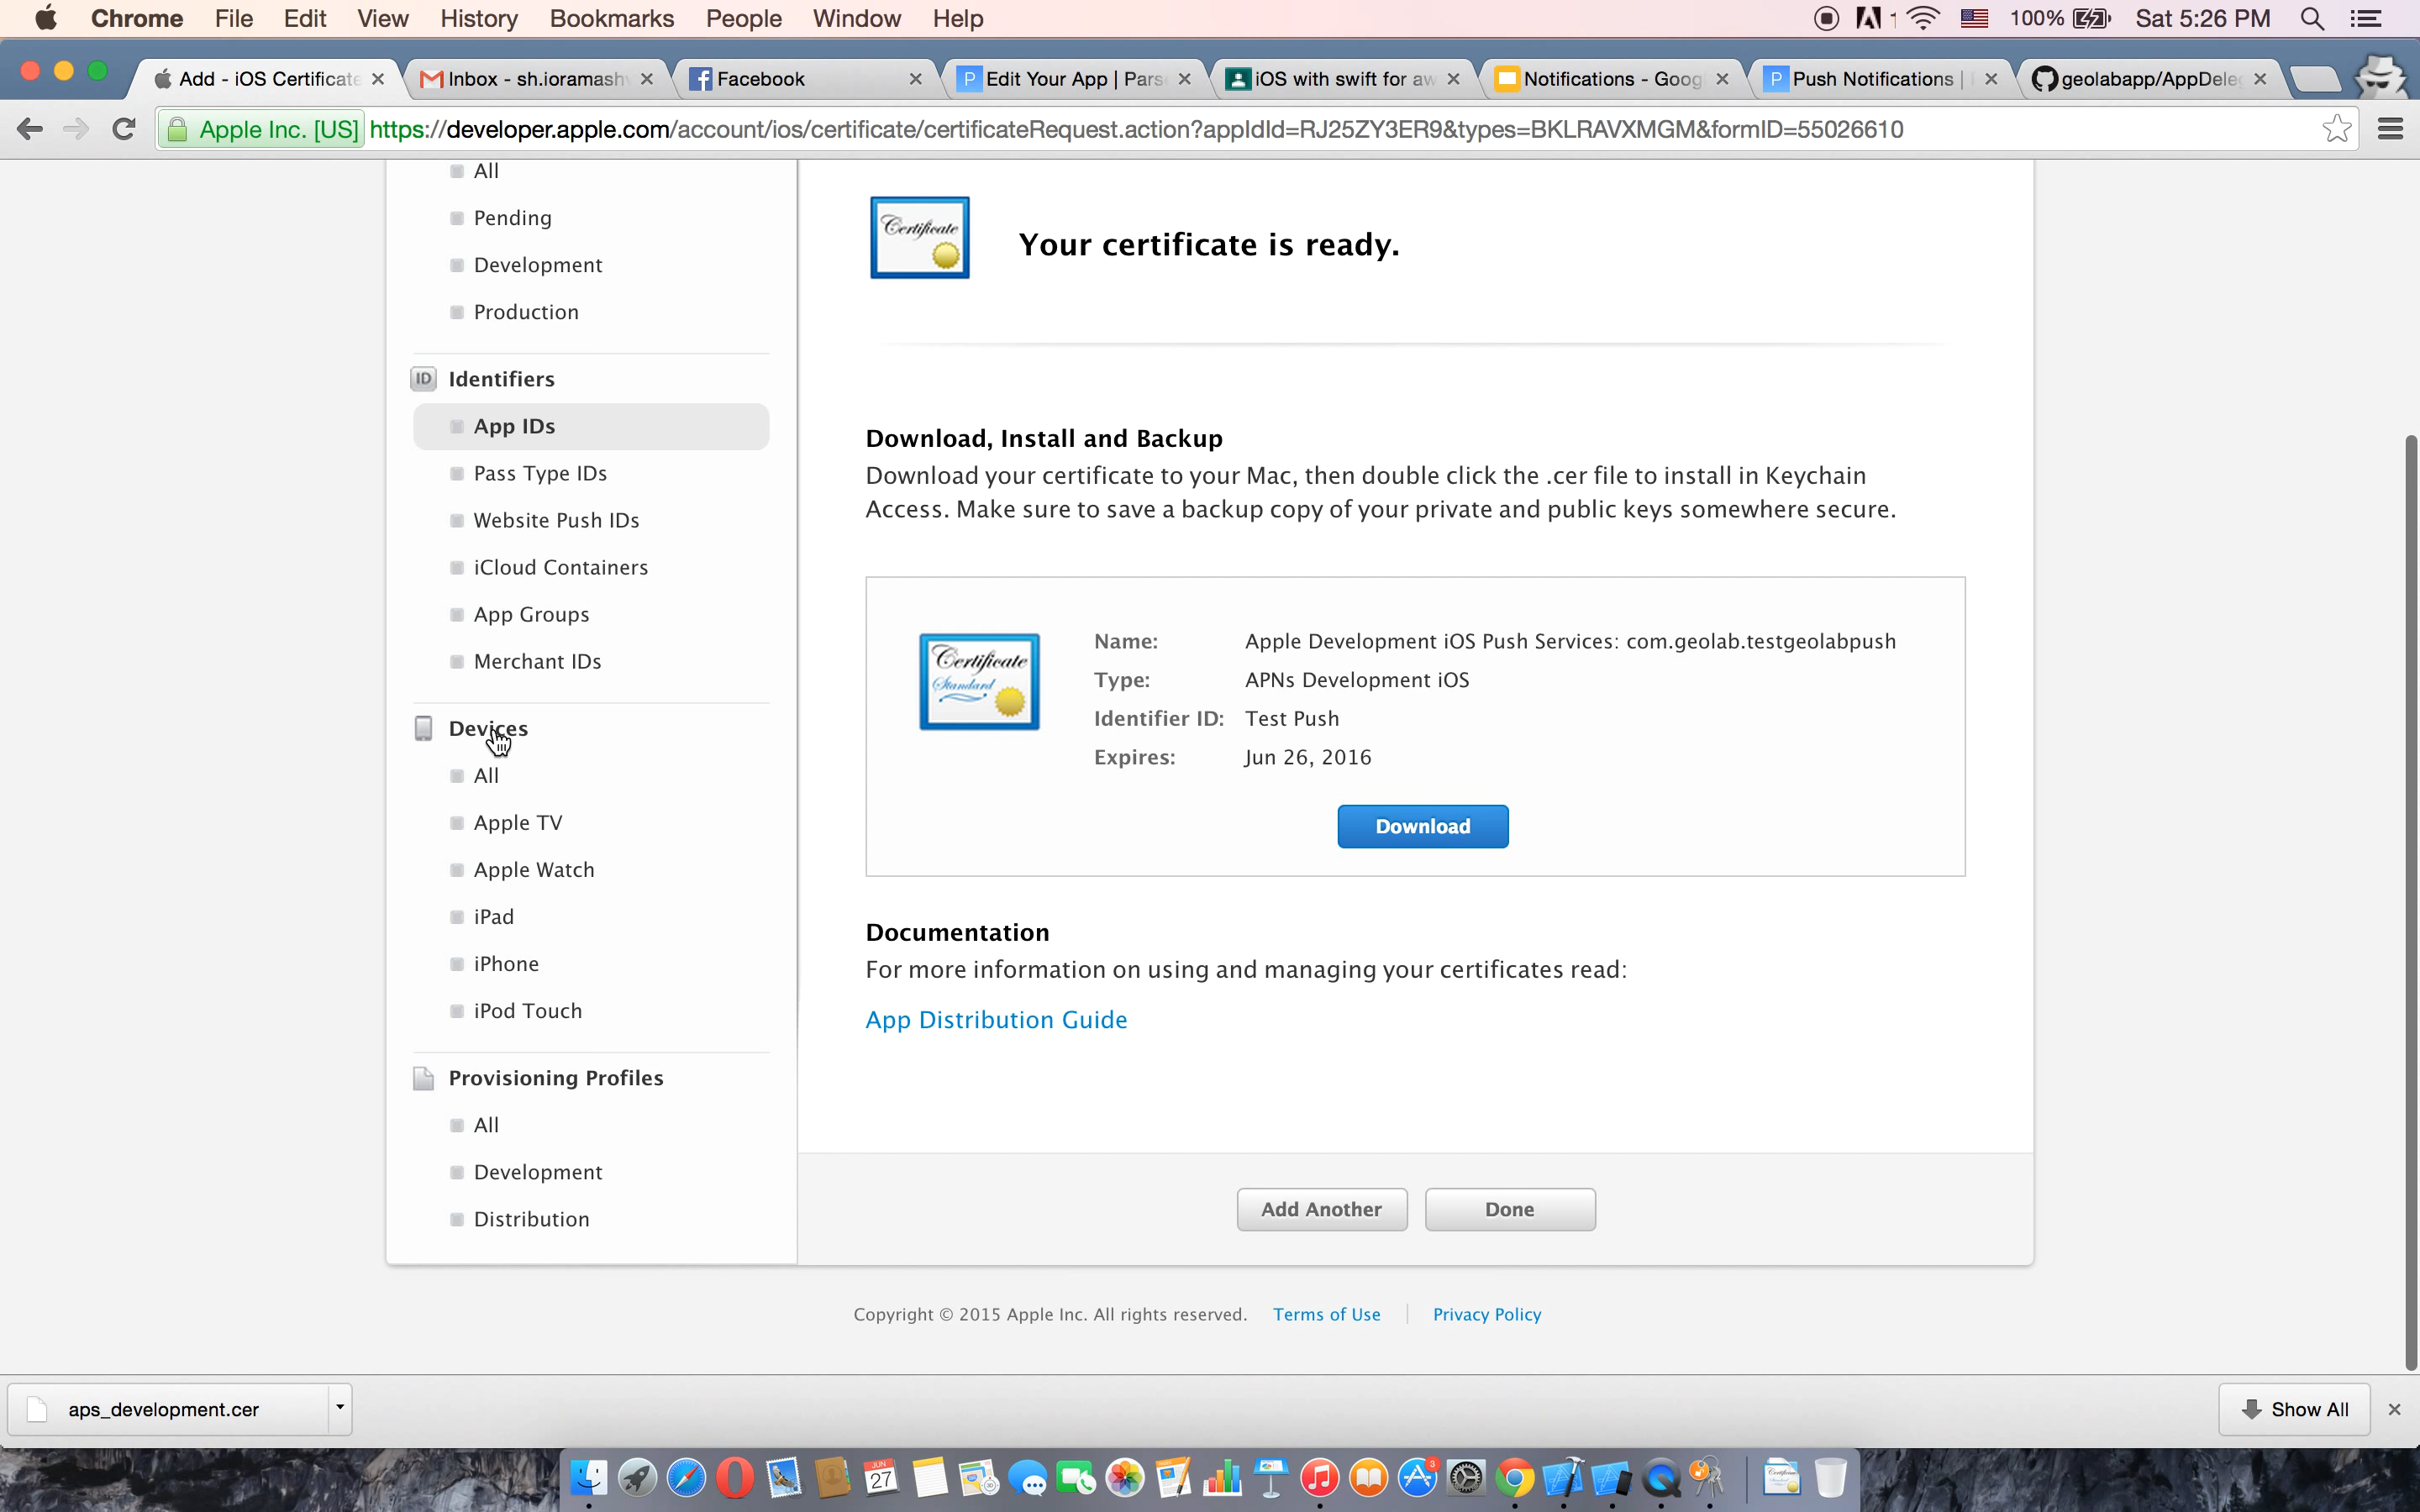 Chrome File Edit View History Bookmarks People Window Help 100% Sat 5:26 PM
Add - iOS Certificate Inbox - sh.ioramash Facebook Edit Your App | Parse iOS with swift for aw Notifications - Goog Push Notifications | geolabapp/AppDele
Apple Inc. [US] https://developer.apple.com/account/ios/certificate/certificateRequest.action?appIdId=RJ25ZY3ER9&types=BKLRAVXMGM&formID=55026610
All
Pending
Development
Production
ID Identifiers
App IDs
Pass Type IDs
Website Push IDs
iCloud Containers
App Groups
Merchant IDs
Devices
All
Apple TV
Apple Watch
iPad
iPhone
iPod Touch
Provisioning Profiles
All
Development
Distribution
Certificate
Your certificate is ready.
Download, Install and Backup
Download your certificate to your Mac, then double click the .cer file to install in Keychain
Access. Make sure to save a backup copy of your private and public keys somewhere secure.
Certificate
Standard
Name: Apple Development iOS Push Services: com.geolab.testgeolabpush
Type: APNs Development iOS
Identifier ID: Test Push
Expires: Jun 26, 2016
Download
Documentation
For more information on using and managing your certificates read:
App Distribution Guide
Add Another Done
Copyright © 2015 Apple Inc. All rights reserved. Terms of Use Privacy Policy
aps_development.cer Show All
JUN
27
3